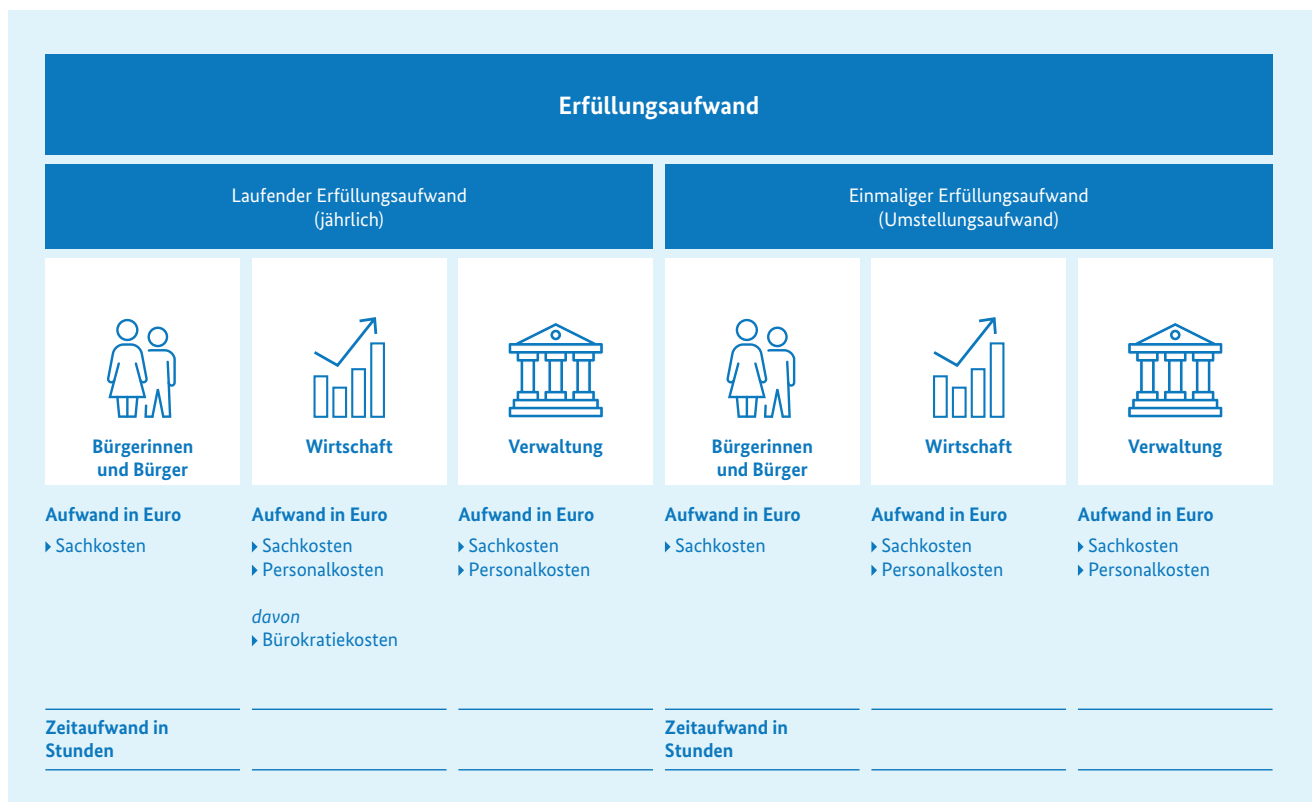 Erfüllungsaufwand
Laufender Erfüllungsaufwand
(jährlich)
Einmaliger Erfüllungsaufwand
(Umstellungsaufwand)
Bürgerinnen
und Bürger
Wirtschaft
Verwaltung
Bürgerinnen
und Bürger
Wirtschaft
Verwaltung
Aufwand in Euro
Sachkosten
Aufwand in Euro
Sachkosten
Personalkosten
davon
Bürokratiekosten
Aufwand in Euro
Sachkosten
Personalkosten
Aufwand in Euro
Sachkosten
Aufwand in Euro
Sachkosten
Personalkosten
Aufwand in Euro
Sachkosten
Personalkosten
Zeitaufwand in
Stunden
Zeitaufwand in
Stunden